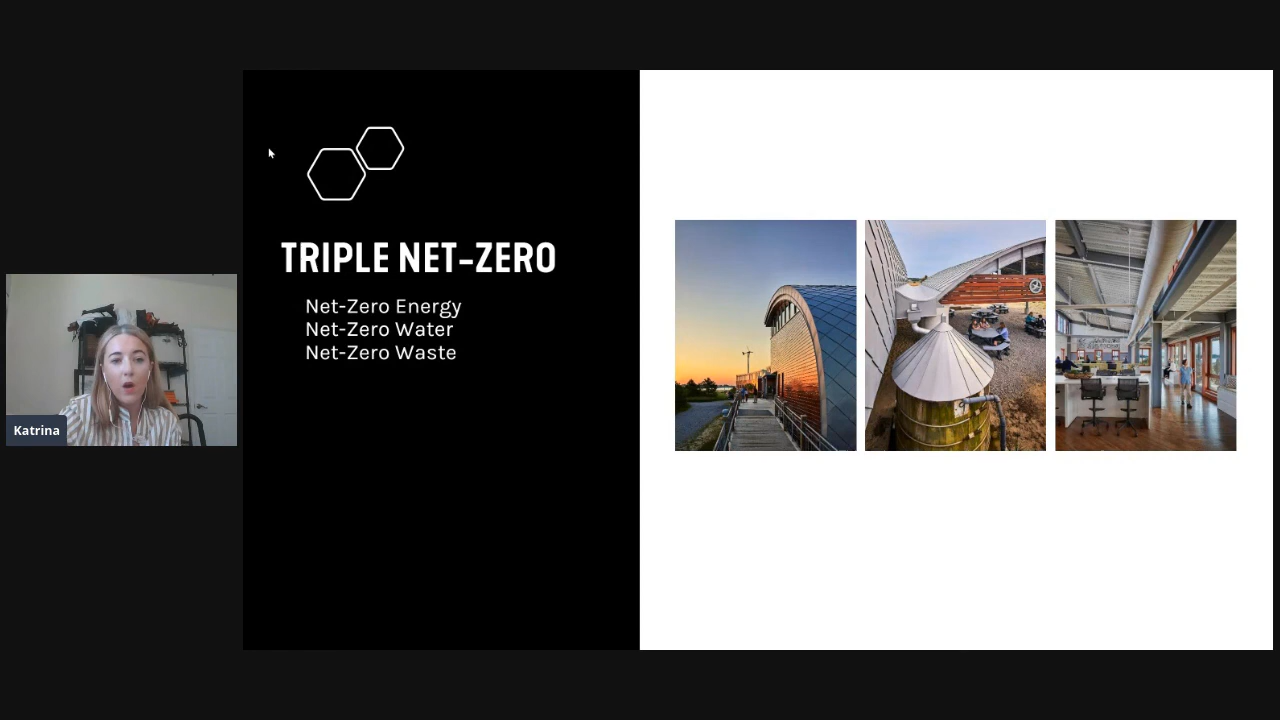 TRIPLE NET-ZERO
Net-Zero Energy
Net-Zero Water
Net-Zero Waste
Katrina